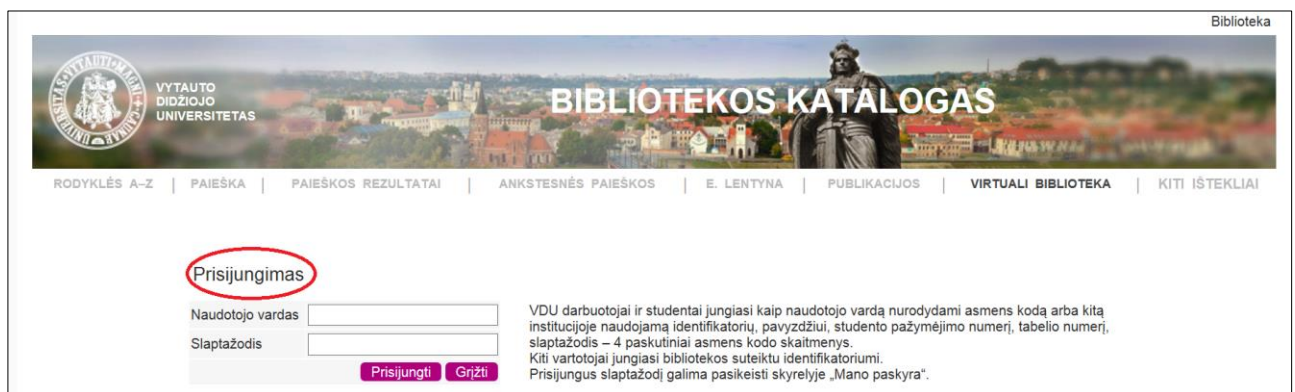 Biblioteka
VYTAUTO
DIDŽIOJO
UNIVERSITETAS
BIBLIOTEKOS KATALOGAS
RODYKLĖS A–Z | PAIEŠKA | PAIEŠKOS REZULTATAI | ANKSTESNĖS PAIEŠKOS | E. LENTYNA | PUBLIKACIJOS | VIRTUALI BIBLIOTEKA | KITI IŠTEKLIAI
Prisijungimas
Naudotojo vardas
Slaptažodis
Prisijungti Grįžti
VDU darbuotojai ir studentai jungiasi kaip naudotojo vardą nurodydami asmens kodą arba kitą
institucijoje naudojamą identifikatorių, pavyzdžiui, studento pažymėjimo numerį, tabelio numerį,
slaptažodis – 4 paskutiniai asmens kodo skaitmenys.
Kiti vartotojai jungiasi bibliotekos suteiktu identifikatoriumi.
Prisijungus slaptažodį galima pasikeisti skyrelyje „Mano paskyra“.